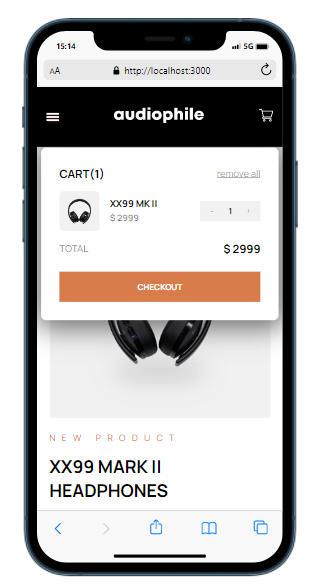 15:14
5G
AA
http://localhost:3000
audiophile
CART(1)
remove all
XX99 MK II
$ 2999
-
1
+
TOTAL
$ 2999
CHECKOUT
NEW PRODUCT
XX99 MARK II
HEADPHONES